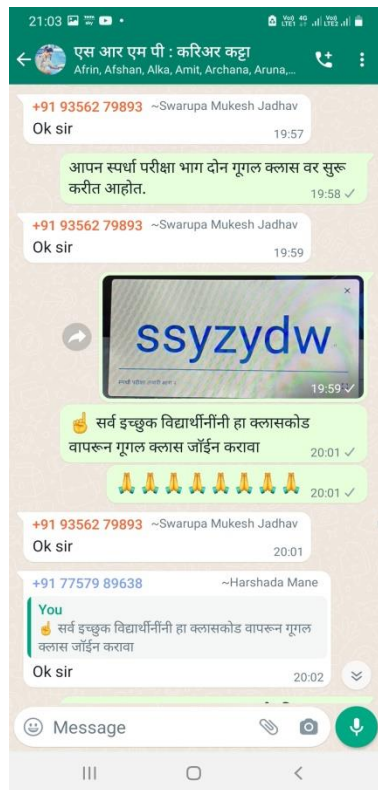 21:03
एस आर एम पी : करिअर कट्टा
Afrin, Afshan, Alka, Amit, Archana, Aruna,...
+91 93562 79893 ~Swarupa Mukesh Jadhav
Ok sir
19:57
आपन स्पर्धा परीक्षा भाग दोन गूगल क्लास वर सुरू
करीत आहोत.
19:58
+91 93562 79893 ~Swarupa Mukesh Jadhav
Ok sir
19:59
ssyzydw
19:59
☝ सर्व इच्छुक विद्यार्थीनींनी हा क्लासकोड
वापरून गूगल क्लास जॉईन करावा
20:01
🙏🙏🙏🙏🙏🙏🙏🙏
20:01
+91 93562 79893 ~Swarupa Mukesh Jadhav
Ok sir
20:01
+91 77579 89638 ~Harshada Mane
You
☝ सर्व इच्छुक विद्यार्थीनींनी हा क्लासकोड वापरून गूगल
क्लास जॉईन करावा
Ok sir
20:02
Message